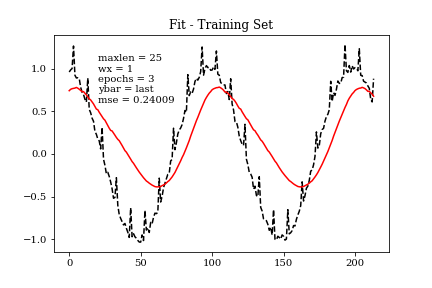 Fit - Training Set
maxlen = 25
wx = 1
epochs = 3
ybar = last
mse = 0.24009
1.0
0.5
0.0
−0.5
−1.0
0 50 100 150 200